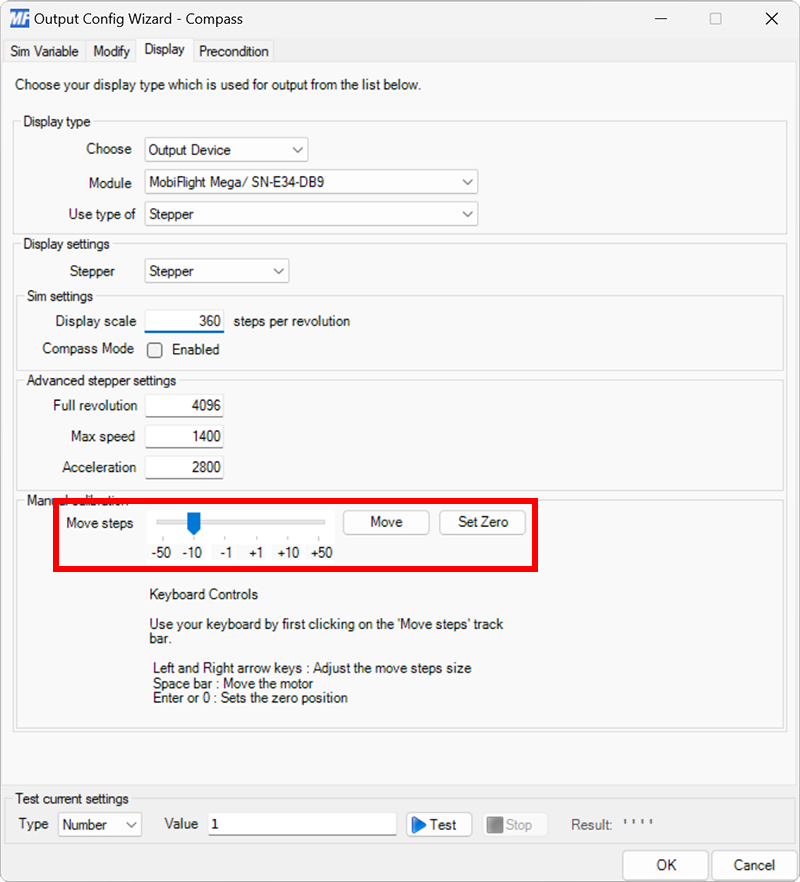 MF Output Config Wizard - Compass
Sim Variable Modify Display Precondition
Choose your display type which is used for output from the list below.
Display type
Choose Output Device
Module MobiFlight Mega/ SN-E34-DB9
Use type of Stepper
Display settings
Stepper Stepper
Sim settings
Display scale 360 steps per revolution
Compass Mode Enabled
Advanced stepper settings
Full revolution 4096
Max speed 1400
Acceleration 2800
Manual calibration
Move steps Move Set Zero
-50 -10 -1 +1 +10 +50
Keyboard Controls
Use your keyboard by first clicking on the 'Move steps' track
bar.
Left and Right arrow keys : Adjust the move steps size
Space bar : Move the motor
Enter or 0 : Sets the zero position
Test current settings
Type Number Value 1 Test Stop Result: ' ' ' '
OK Cancel